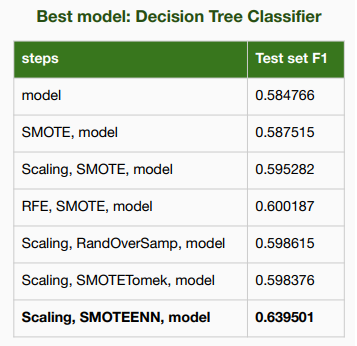 Best model: Decision Tree Classifier
steps Test set F1
model 0.584766
SMOTE, model 0.587515
Scaling, SMOTE, model 0.595282
RFE, SMOTE, model 0.600187
Scaling, RandOverSamp, model 0.598615
Scaling, SMOTETomek, model 0.598376
Scaling, SMOTEENN, model 0.639501